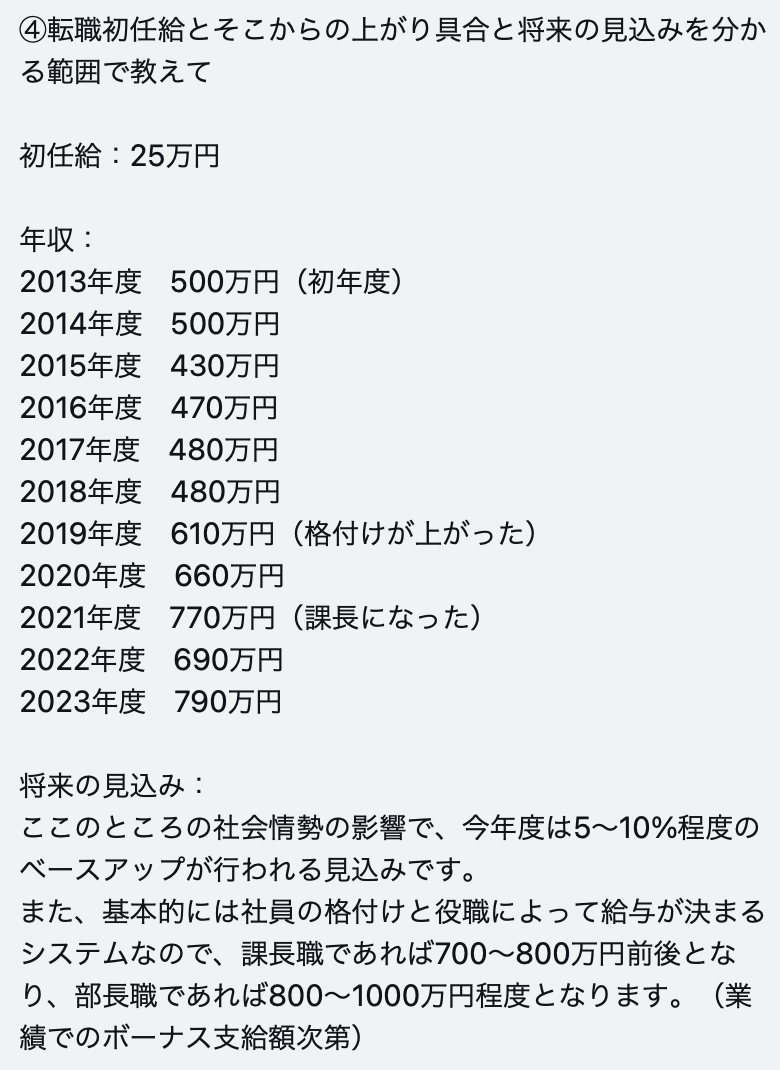 ④転職初任給とそこからの上がり具合と将来の見込みを分か
る範囲で教えて
初任給：25万円
年収：
2013年度　500万円（初年度）
2014年度　500万円
2015年度　430万円
2016年度　470万円
2017年度　480万円
2018年度　480万円
2019年度　610万円（格付けが上がった）
2020年度　660万円
2021年度　770万円（課長になった）
2022年度　690万円
2023年度　790万円
将来の見込み：
ここのところの社会情勢の影響で、今年度は5〜10%程度の
ベースアップが行われる見込みです。
また、基本的には社員の格付けと役職によって給与が決まる
システムなので、課長職であれば700〜800万円前後とな
り、部長職であれば800〜1000万円程度となります。（業
績でのボーナス支給額次第）